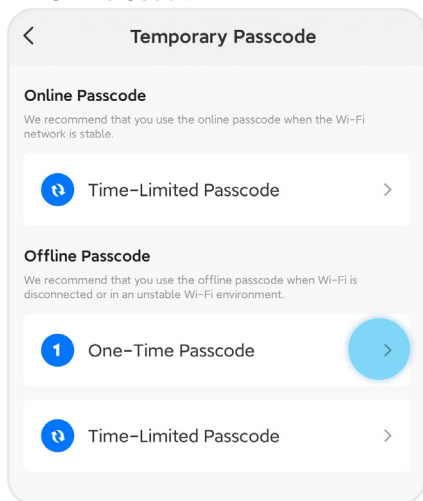 Temporary Passcode
Online Passcode
We recommend that you use the online passcode when the Wi-Fi
network is stable.
Time-Limited Passcode
Offline Passcode
We recommend that you use the offline passcode when Wi-Fi is
disconnected or in an unstable Wi-Fi environment.
1 One-Time Passcode
Time-Limited Passcode